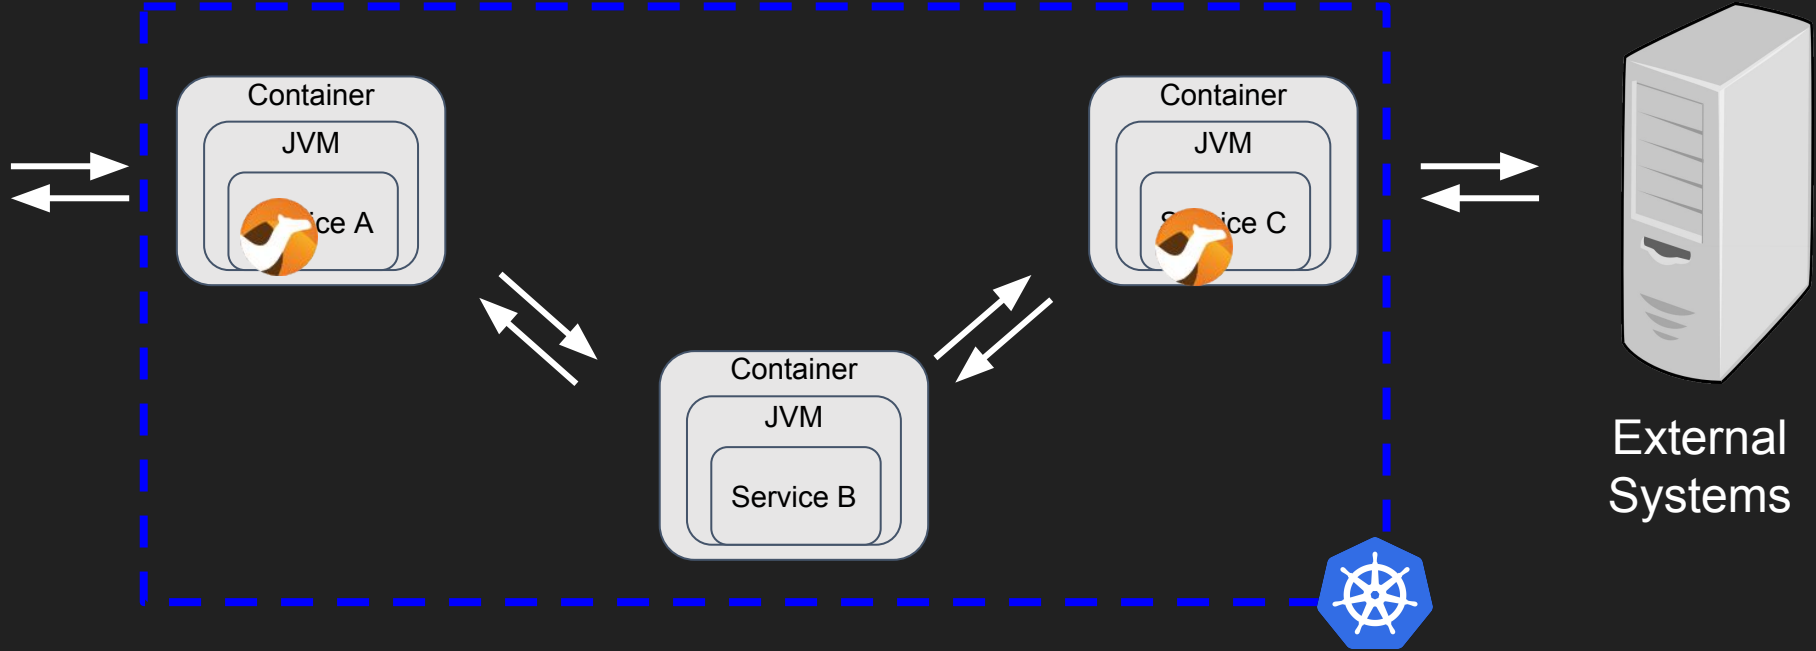 Container
JVM
ice A
Container
JVM
Service B
Container
JVM
ice C
External
Systems